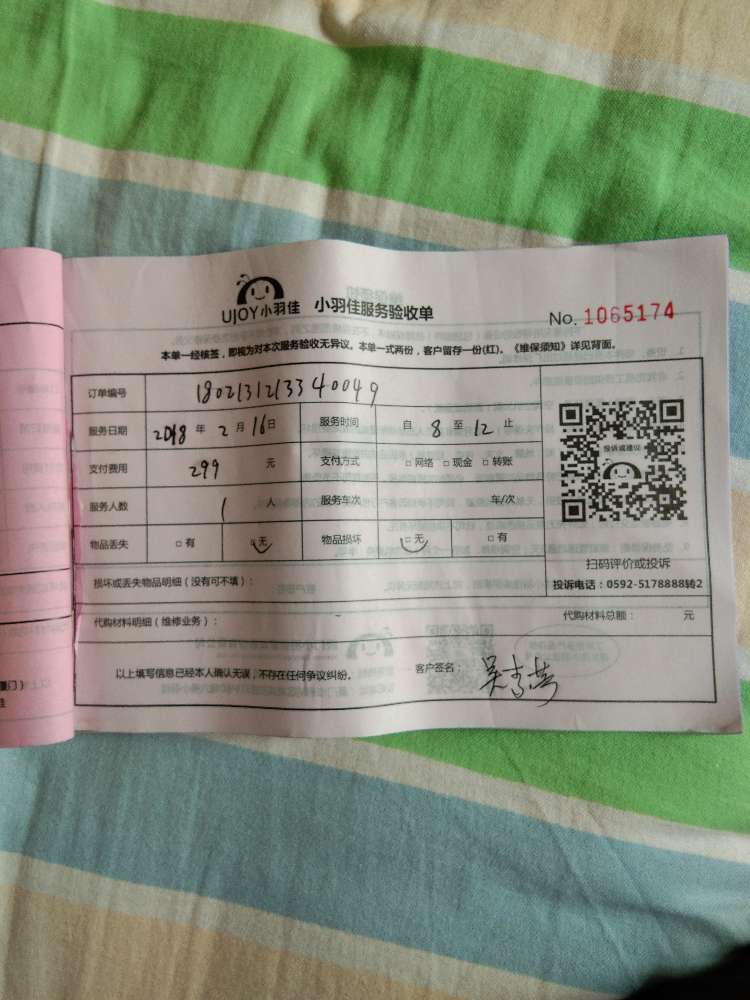 UJOY小羽佳 小羽佳服务验收单 No. 1065174
本单一经核签，即视为对本次服务验收无异议。本单一式两份，客户留存一份(红)。《维保须知》详见背面。
订单编号 1802131213340049
服务日期 2018 年 2 月 16 日 服务时间 自 8 至 12 止
支付费用 299 元 支付方式 □ 网络 □ 现金 □ 转账
服务人数 1 人 服务车次 年/次
物品丢失 □ 有 □ 无 物品损坏 □ 无 □ 有
投诉或建议
扫码评价或投诉
损坏或丢失物品明细（没有可不填）： 投诉电话：0592-5178888转2
代购材料明细（维修业务）： 代购材料总额： 元
以上填写信息已经本人确认无误，不存在任何争议纠纷。 客户签名：